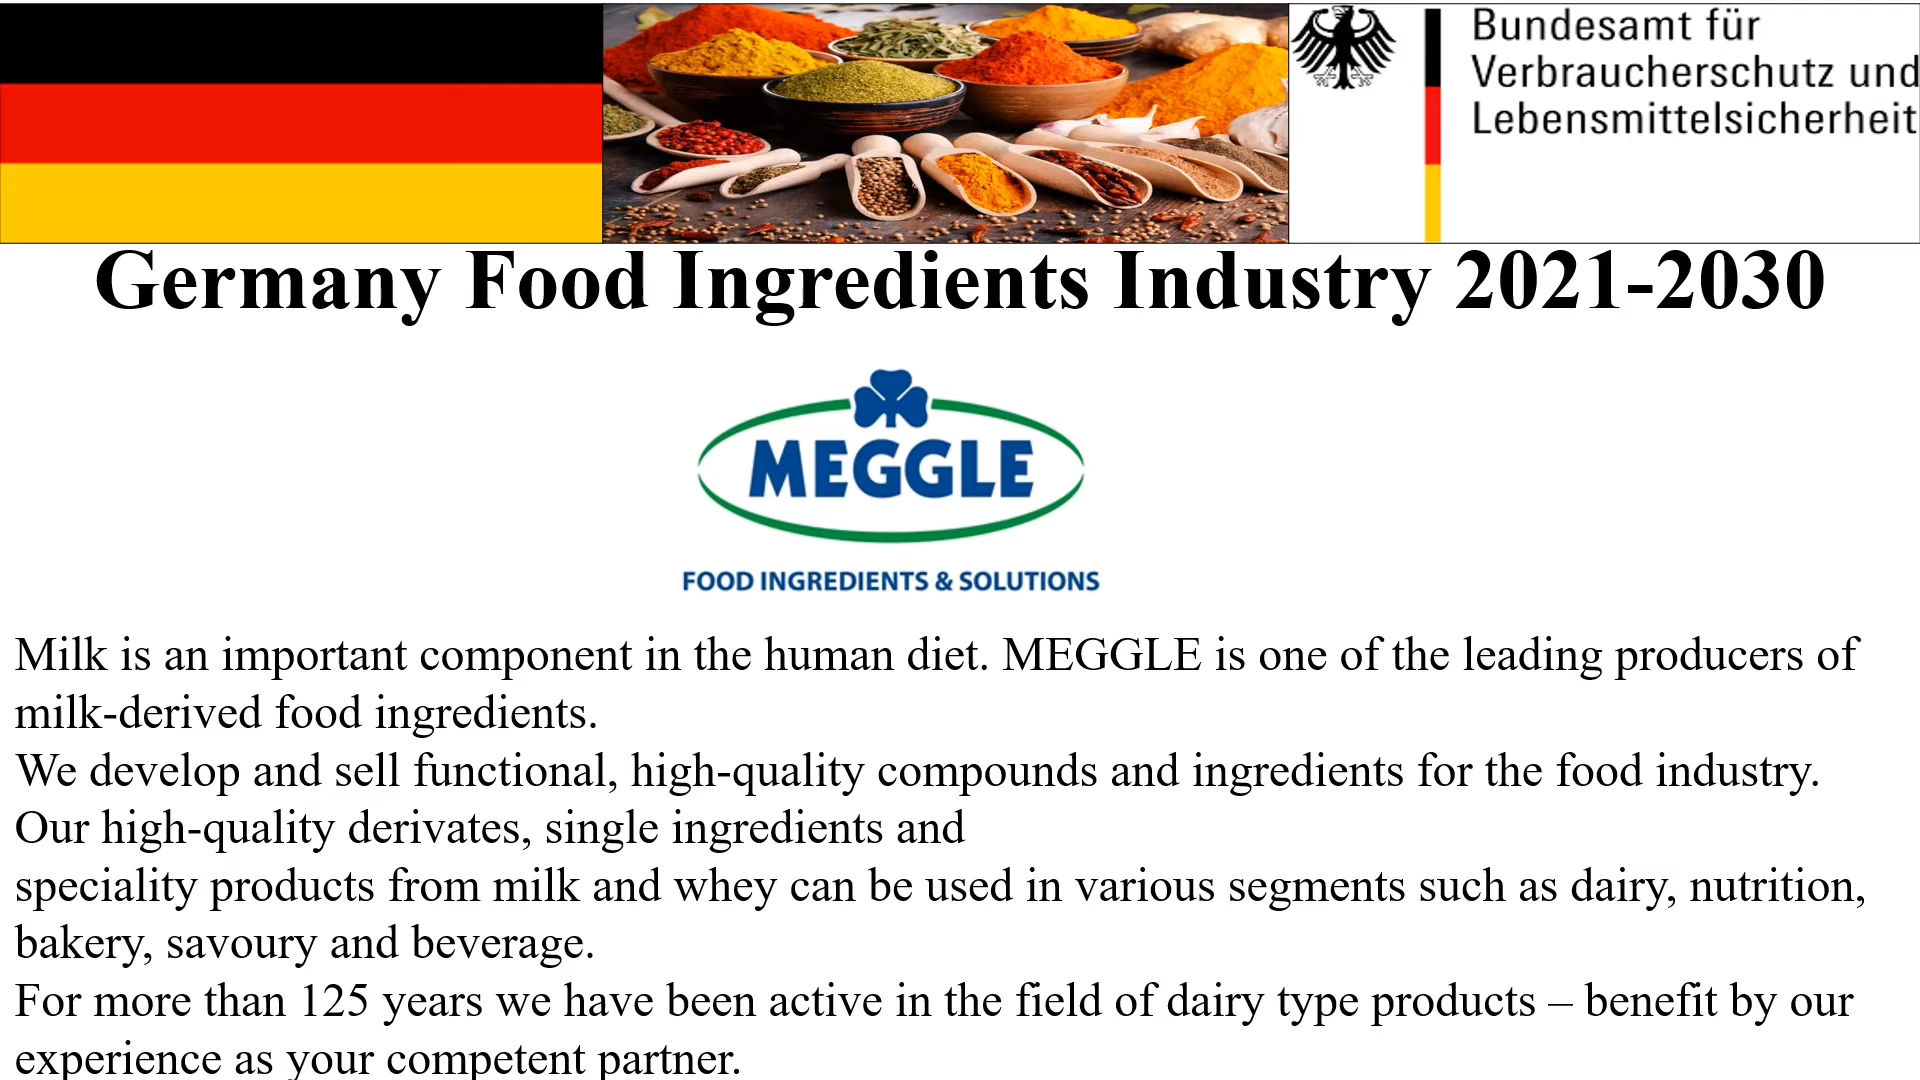 Bundesamt für
Verbraucherschutz und
Lebensmittelsicherheit
Germany Food Ingredients Industry 2021-2030
MEGGLE
FOOD INGREDIENTS & SOLUTIONS
Milk is an important component in the human diet. MEGGLE is one of the leading producers of
milk-derived food ingredients.
We develop and sell functional, high-quality compounds and ingredients for the food industry.
Our high-quality derivates, single ingredients and
speciality products from milk and whey can be used in various segments such as dairy, nutrition,
bakery, savoury and beverage.
For more than 125 years we have been active in the field of dairy type products – benefit by our
experience as your competent partner.